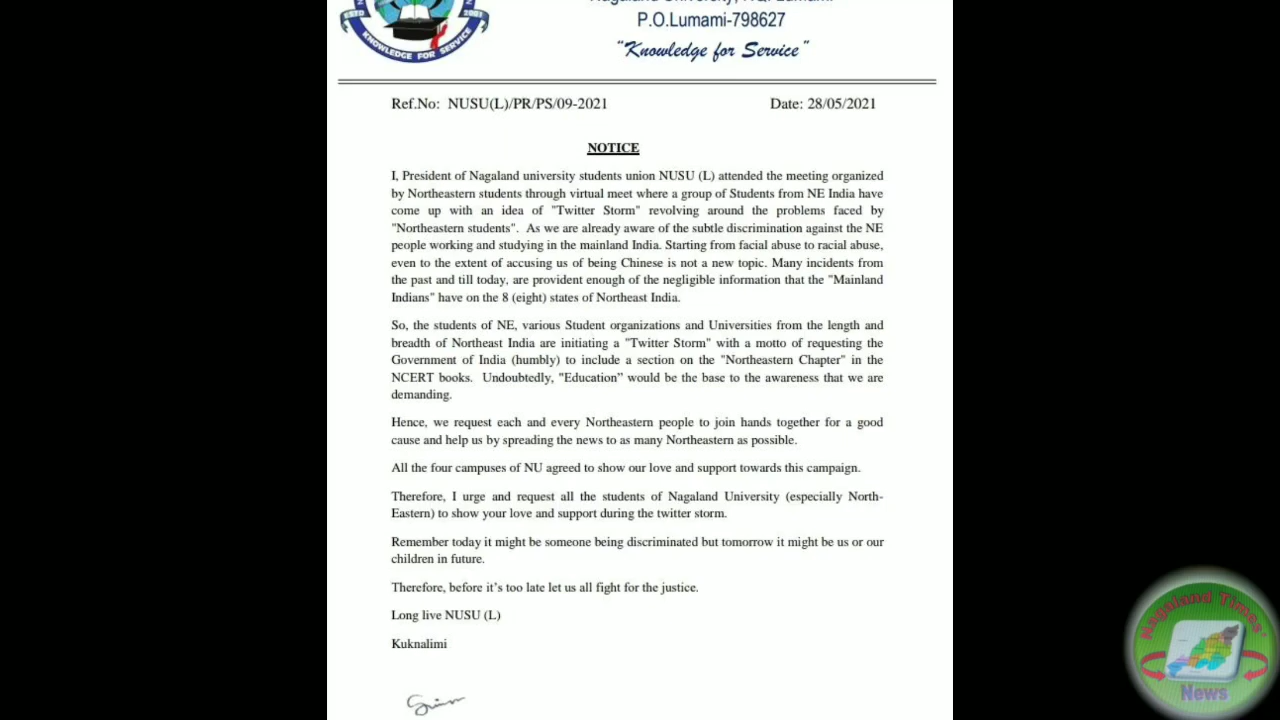 P.O.Lumami-798627
"Knowledge for Service"
ESTD
2001
KNOWLEDGE FOR SERVICE
Ref.No: NUSU(L)/PR/PS/09-2021
Date: 28/05/2021
NOTICE
I, President of Nagaland university students union NUSU (L) attended the meeting organized
by Northeastern students through virtual meet where a group of Students from NE India have
come up with an idea of "Twitter Storm" revolving around the problems faced by
"Northeastern students". As we are already aware of the subtle discrimination against the NE
people working and studying in the mainland India. Starting from facial abuse to racial abuse,
even to the extent of accusing us of being Chinese is not a new topic. Many incidents from
the past and till today, are provident enough of the negligible information that the "Mainland
Indians" have on the 8 (eight) states of Northeast India.
So, the students of NE, various Student organizations and Universities from the length and
breadth of Northeast India are initiating a "Twitter Storm" with a motto of requesting the
Government of India (humbly) to include a section on the "Northeastern Chapter" in the
NCERT books. Undoubtedly, "Education" would be the base to the awareness that we are
demanding.
Hence, we request each and every Northeastern people to join hands together for a good
cause and help us by spreading the news to as many Northeastern as possible.
All the four campuses of NU agreed to show our love and support towards this campaign.
Therefore, I urge and request all the students of Nagaland University (especially North-
Eastern) to show your love and support during the twitter storm.
Remember today it might be someone being discriminated but tomorrow it might be us or our
children in future.
Therefore, before it's too late let us all fight for the justice.
Long live NUSU (L)
Kuknalimi
Nagaland Times'
News